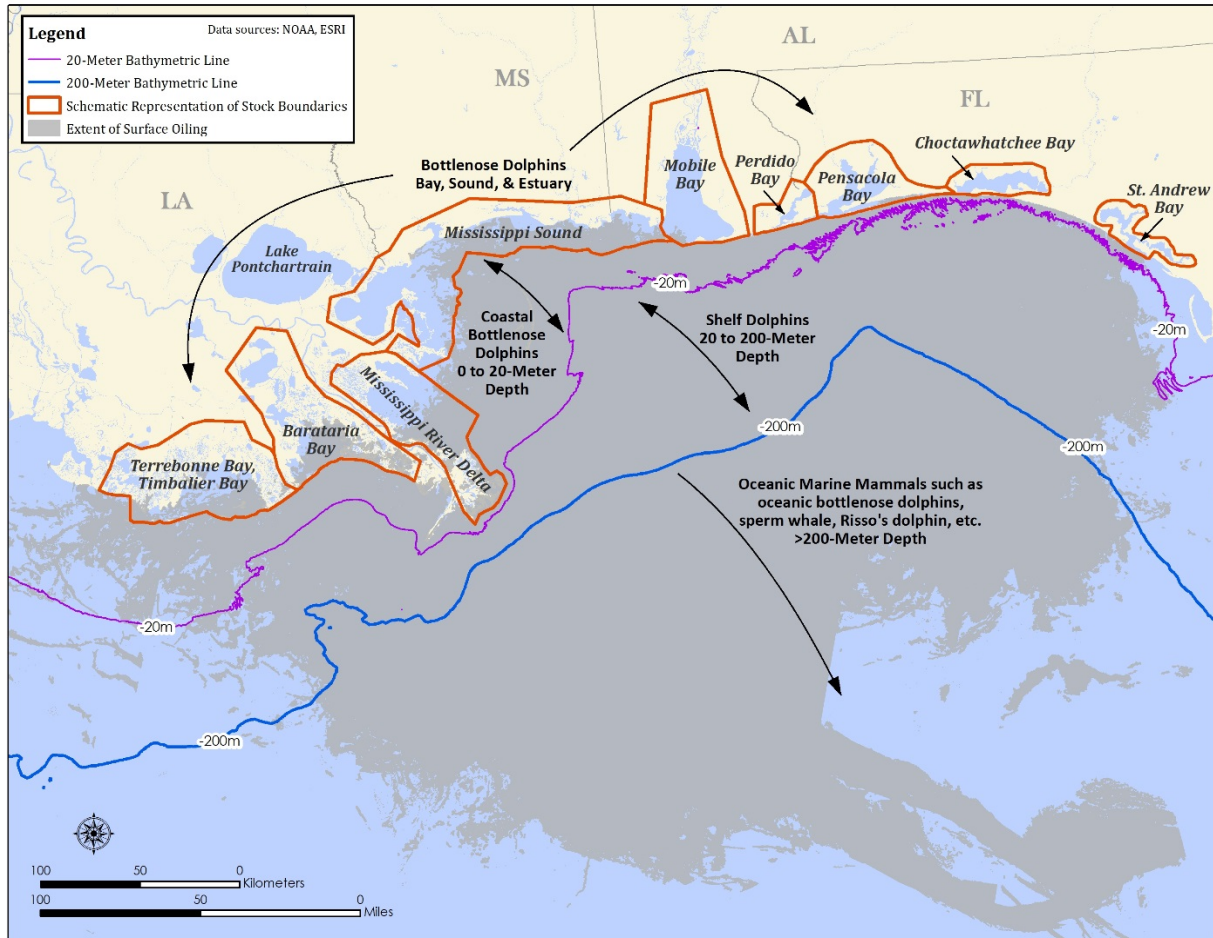 Legend
Data sources: NOAA, ESRI
20-Meter Bathymetric Line
200-Meter Bathymetric Line
Schematic Representation of Stock Boundaries
Extent of Surface Oiling
AL
MS
FL
LA
Choctawhatchee Bay
Mobile
Bay
Perdido
Bay
Pensacola
Bay
St. Andrew
Bay
Bottlenose Dolphins
Bay, Sound, & Estuary
Mississippi Sound
Lake
Pontchartrain
-20m
-20m
Coastal
Bottlenose
Dolphins
0 to 20-Meter
Depth
Shelf Dolphins
20 to 200-Meter
Depth
Mississippi River Delta
Barataria
Bay
Terrebonne Bay,
Timbalier Bay
-200m
-200m
Oceanic Marine Mammals such as
oceanic bottlenose dolphins,
sperm whale, Risso's dolphin, etc.
>200-Meter Depth
-20m
-200m
100 50 0
Kilometers
100 50 0
Miles